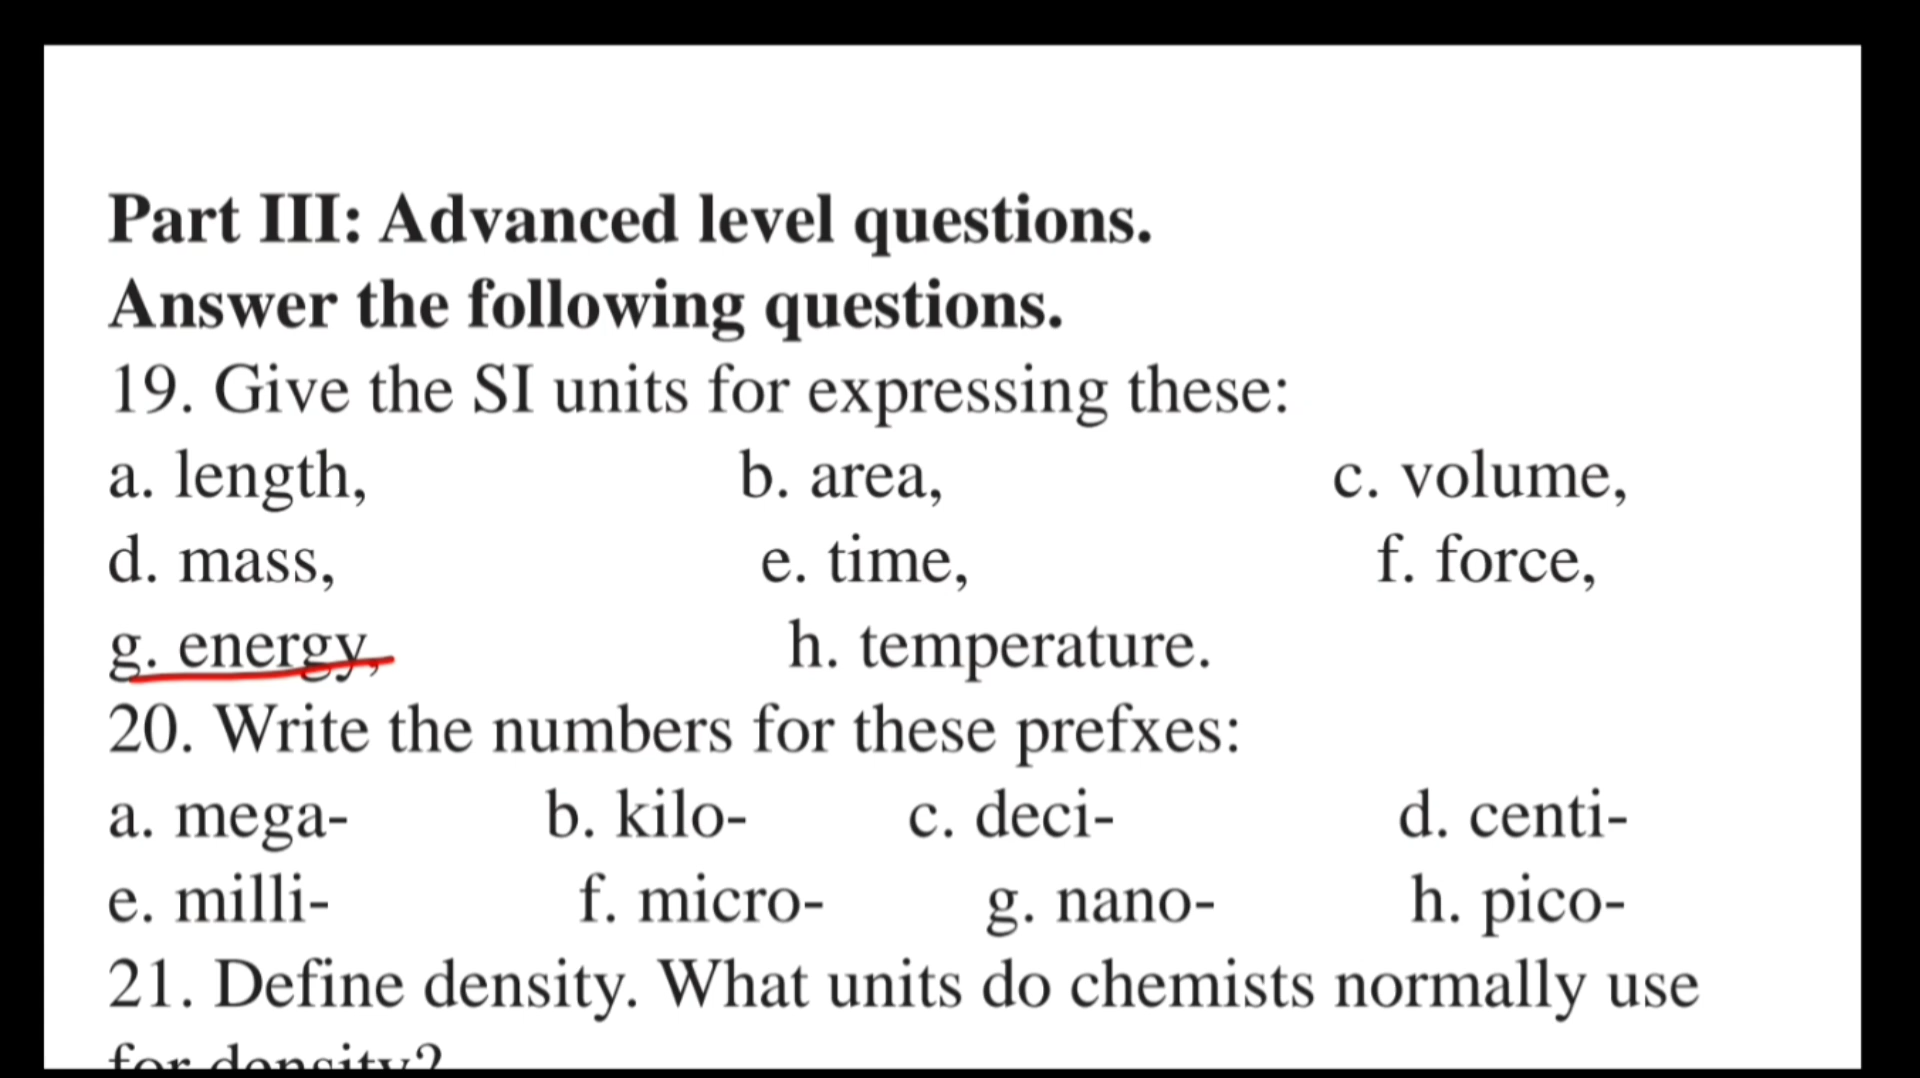 Part III: Advanced level questions.
Answer the following questions.
19. Give the SI units for expressing these:
a. length, b. area, c. volume,
d. mass, e. time, f. force,
g. energy, h. temperature.
20. Write the numbers for these prefxes:
a. mega- b. kilo- c. deci- d. centi-
e. milli- f. micro- g. nano- h. pico-
21. Define density. What units do chemists normally use
for density?